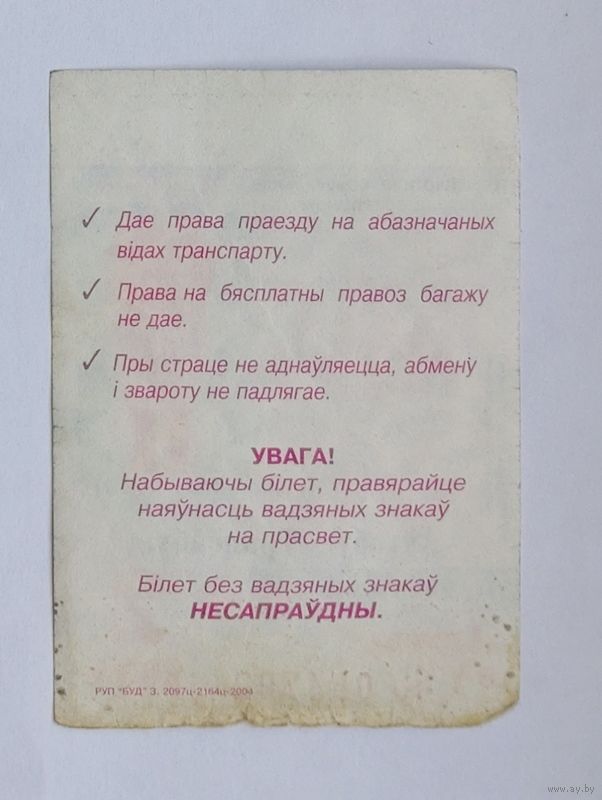 ✓ Дае права праезду на абазначаных
відах транспарту.
✓ Права на бясплатны правоз багажу
не дае.
✓ Пры страце не аднаўляецца, абмену
і звароту не падлягае.
УВАГА!
Набываючы білет, правярайце
наяўнасць вадзяных знакаў
на прасвет.
Білет без вадзяных знакаў
НЕСАПРАЎДНЫ.
РУП "БУД" З. 2097ц-2164ц-2004
www.ay.by